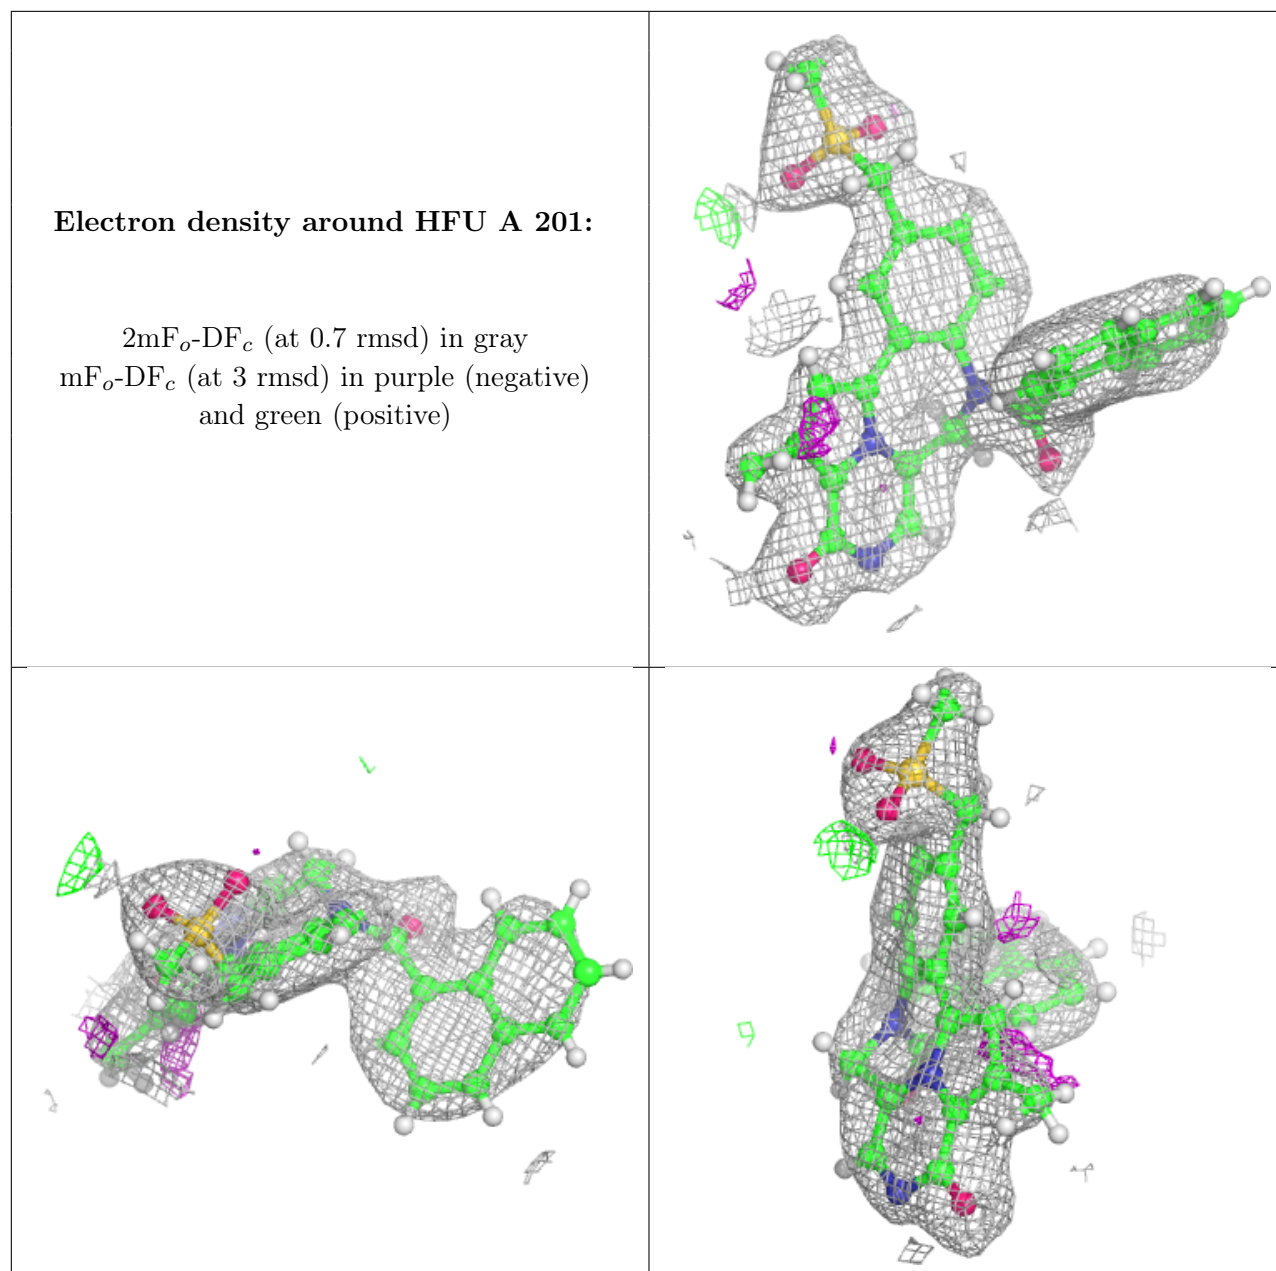 Electron density around HFU A 201:
2mFo-DFc (at 0.7 rmsd) in gray
mFo-DFc (at 3 rmsd) in purple (negative)
and green (positive)